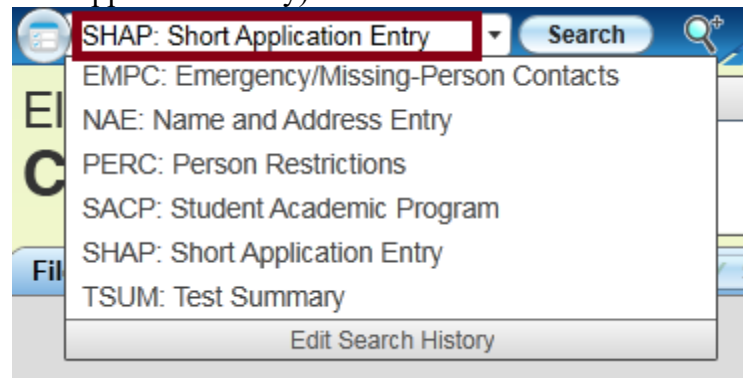 SHAP: Short Application Entry Search
EMPC: Emergency/Missing-Person Contacts
NAE: Name and Address Entry
PERC: Person Restrictions
SACP: Student Academic Program
SHAP: Short Application Entry
TSUM: Test Summary
Edit Search History